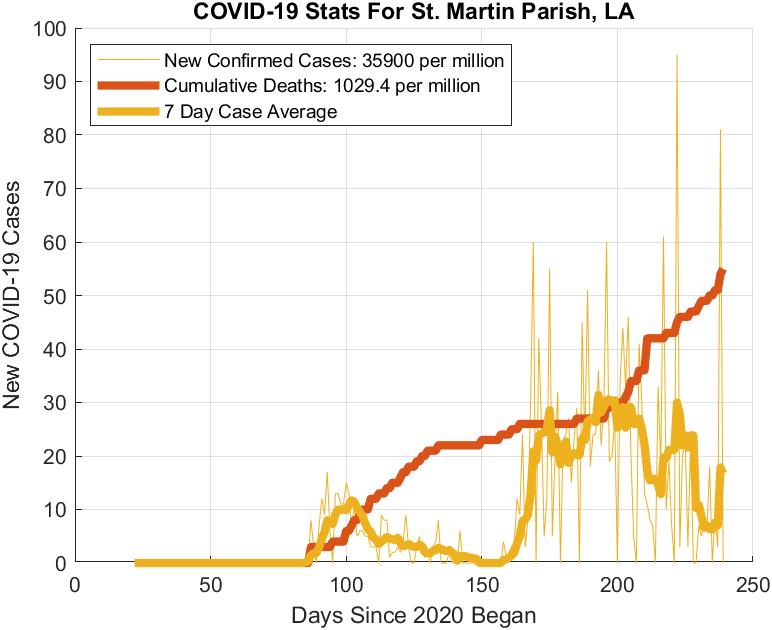 COVID-19 Stats For St. Martin Parish, LA
New Confirmed Cases: 35900 per million
Cumulative Deaths: 1029.4 per million
7 Day Case Average
New COVID-19 Cases
100
90
80
70
60
50
40
30
20
10
0
0 50 100 150 200 250
Days Since 2020 Began